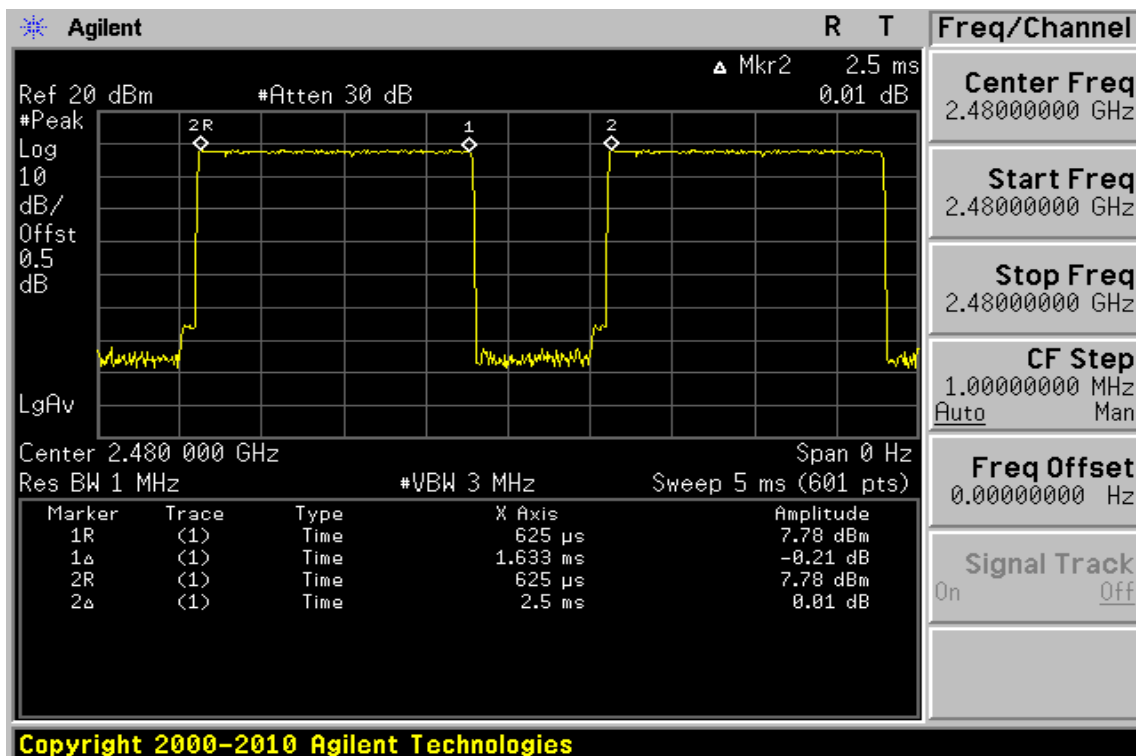 Agilent R T
Freq/Channel
Δ Mkr2 2.5 ms
Ref 20 dBm #Atten 30 dB 0.01 dB
#Peak
Log
10
dB/
Offst
0.5
dB
LgAv
2R 1 2
Center 2.480 000 GHz Span 0 Hz
Res BW 1 MHz #VBW 3 MHz Sweep 5 ms (601 pts)
Marker Trace Type X Axis Amplitude
1R (1) Time 625 µs 7.78 dBm
1Δ (1) Time 1.633 ms -0.21 dB
2R (1) Time 625 µs 7.78 dBm
2Δ (1) Time 2.5 ms 0.01 dB
Center Freq
2.48000000 GHz
Start Freq
2.48000000 GHz
Stop Freq
2.48000000 GHz
CF Step
1.00000000 MHz
Auto Man
Freq Offset
0.00000000 Hz
Signal Track
On Off
Copyright 2000-2010 Agilent Technologies